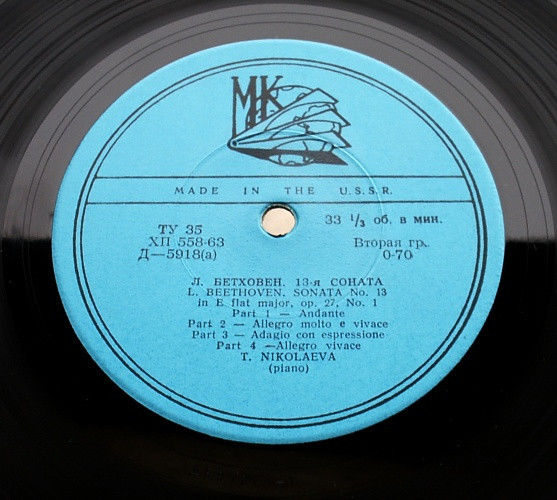 МК
MADE IN THE U.S.S.R.
ТУ 35
ХП 558-63
Д—5918(а)
33 1/3 об. в мин.
Вторая гр.
0-70
Л. БЕТХОВЕН. 13-я СОНАТА
L. BEETHOVEN. SONATA No. 13
in E flat major, op. 27, No. 1
Part 1 — Andante
Part 2 — Allegro molto e vivace
Part 3 — Adagio con espressione
Part 4 —Allegro vivace
T. NIKOLAEVA
(piano)